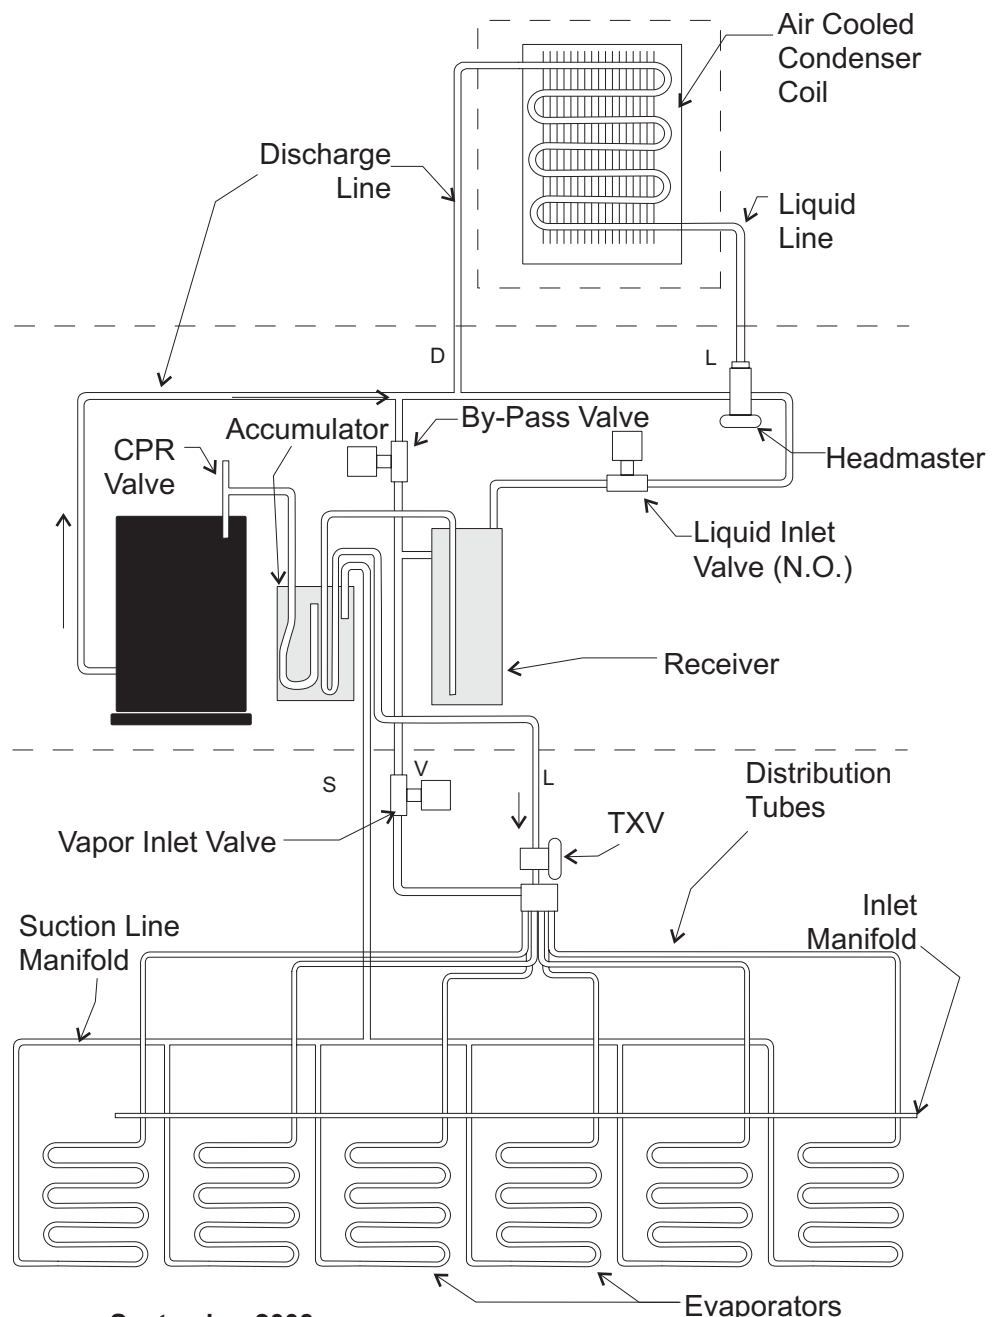 Air Cooled
Condenser
Coil
Discharge
Line
Liquid
Line
D
L
By-Pass Valve
Accumulator
CPR
Valve
Headmaster
Liquid Inlet
Valve (N.O.)
Receiver
S
V
L
Distribution
Tubes
TXV
Vapor Inlet Valve
Inlet
Manifold
Suction Line
Manifold
Evaporators